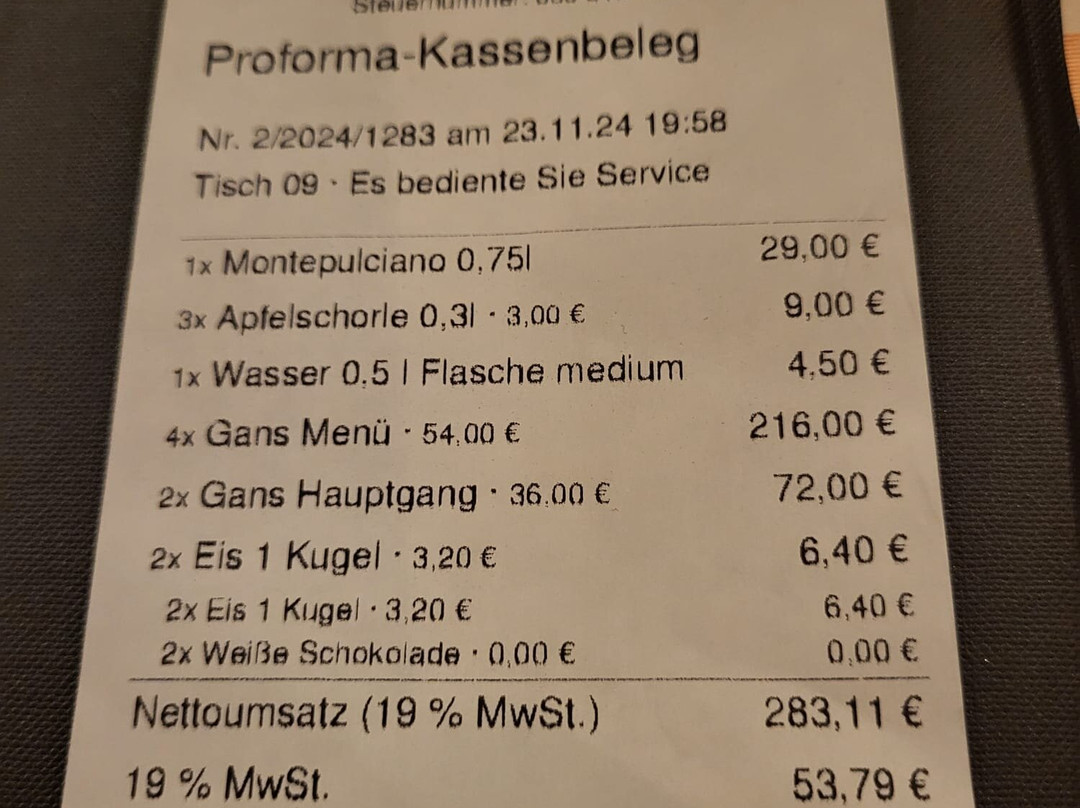 Proforma-Kassenbeleg
Nr. 2/2024/1283 am 23.11.24 19:58
Tisch 09 · Es bediente Sie Service
1x Montepulciano 0,75l 29,00 €
3x Apfelschorle 0,3l · 3,00 € 9,00 €
1x Wasser 0,5 l Flasche medium 4,50 €
4x Gans Menü · 54,00 € 216,00 €
2x Gans Hauptgang · 36,00 € 72,00 €
2x Eis 1 Kugel · 3,20 € 6,40 €
2x Eis 1 Kugel · 3,20 € 6,40 €
2x Weiße Schokolade · 0,00 € 0,00 €
Nettoumsatz (19 % MwSt.) 283,11 €
19 % MwSt. 53,79 €